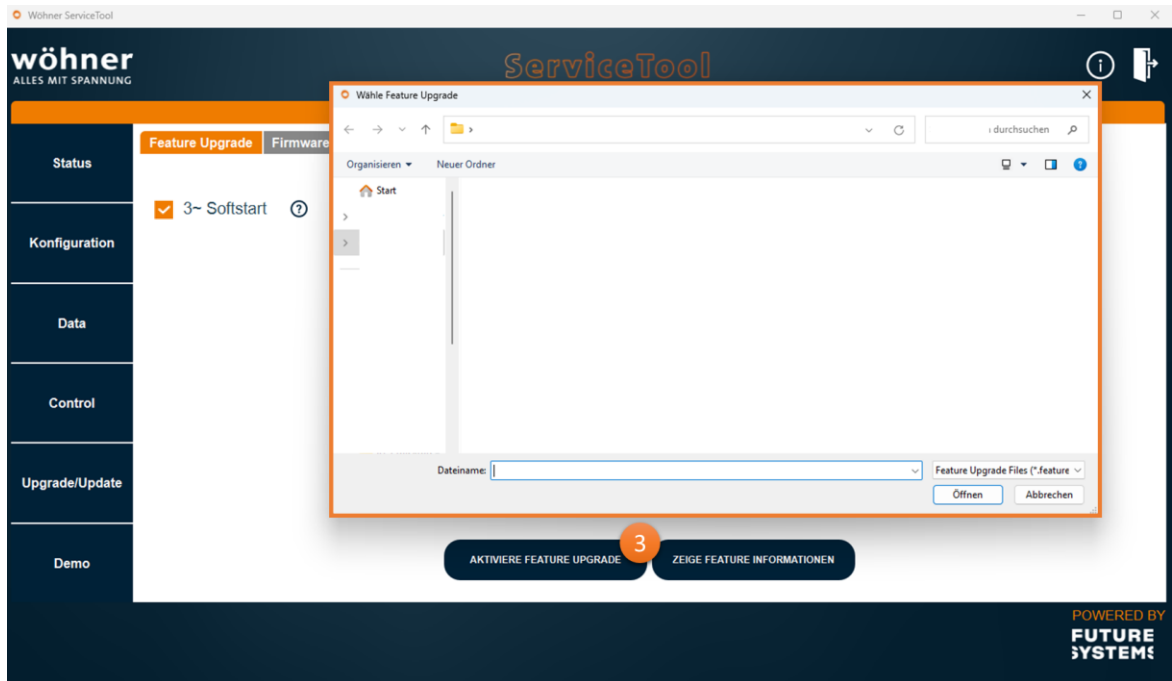 Wöhner ServiceTool
wöhner
ALLES MIT SPANNUNG
ServiceTool
Wähle Feature Upgrade
durchsuchen
Organisieren
Neuer Ordner
Start
Feature Upgrade
Firmware
3~ Softstart
Status
Konfiguration
Data
Control
Upgrade/Update
Demo
Dateiname:
Feature Upgrade Files (*.feature
Öffnen
Abbrechen
3
AKTIVIERE FEATURE UPGRADE
ZEIGE FEATURE INFORMATIONEN
POWERED BY
FUTURE
SYSTEMS